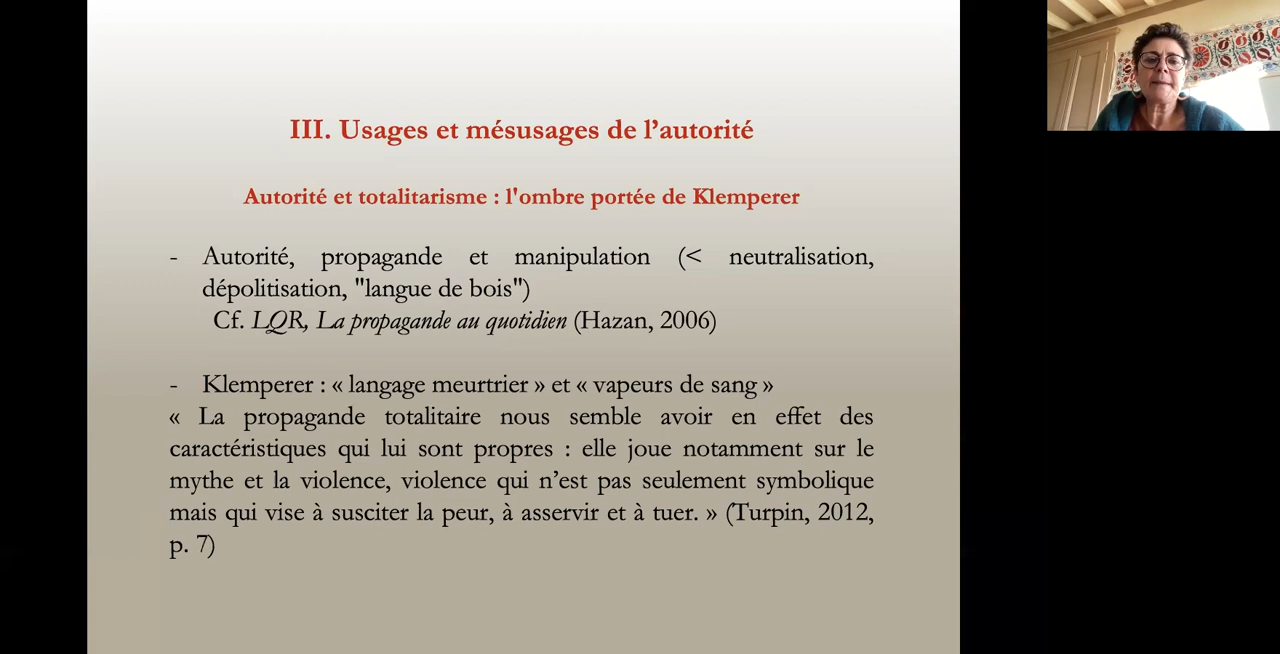 III. Usages et mésusages de l’autorité
Autorité et totalitarisme : l'ombre portée de Klemperer
- Autorité, propagande et manipulation (< neutralisation,
dépolitisation, "langue de bois")
Cf. LQR, La propagande au quotidien (Hazan, 2006)
- Klemperer : « langage meurtrier » et « vapeurs de sang »
« La propagande totalitaire nous semble avoir en effet des
caractéristiques qui lui sont propres : elle joue notamment sur le
mythe et la violence, violence qui n’est pas seulement symbolique
mais qui vise à susciter la peur, à asservir et à tuer. » (Turpin, 2012,
p. 7)